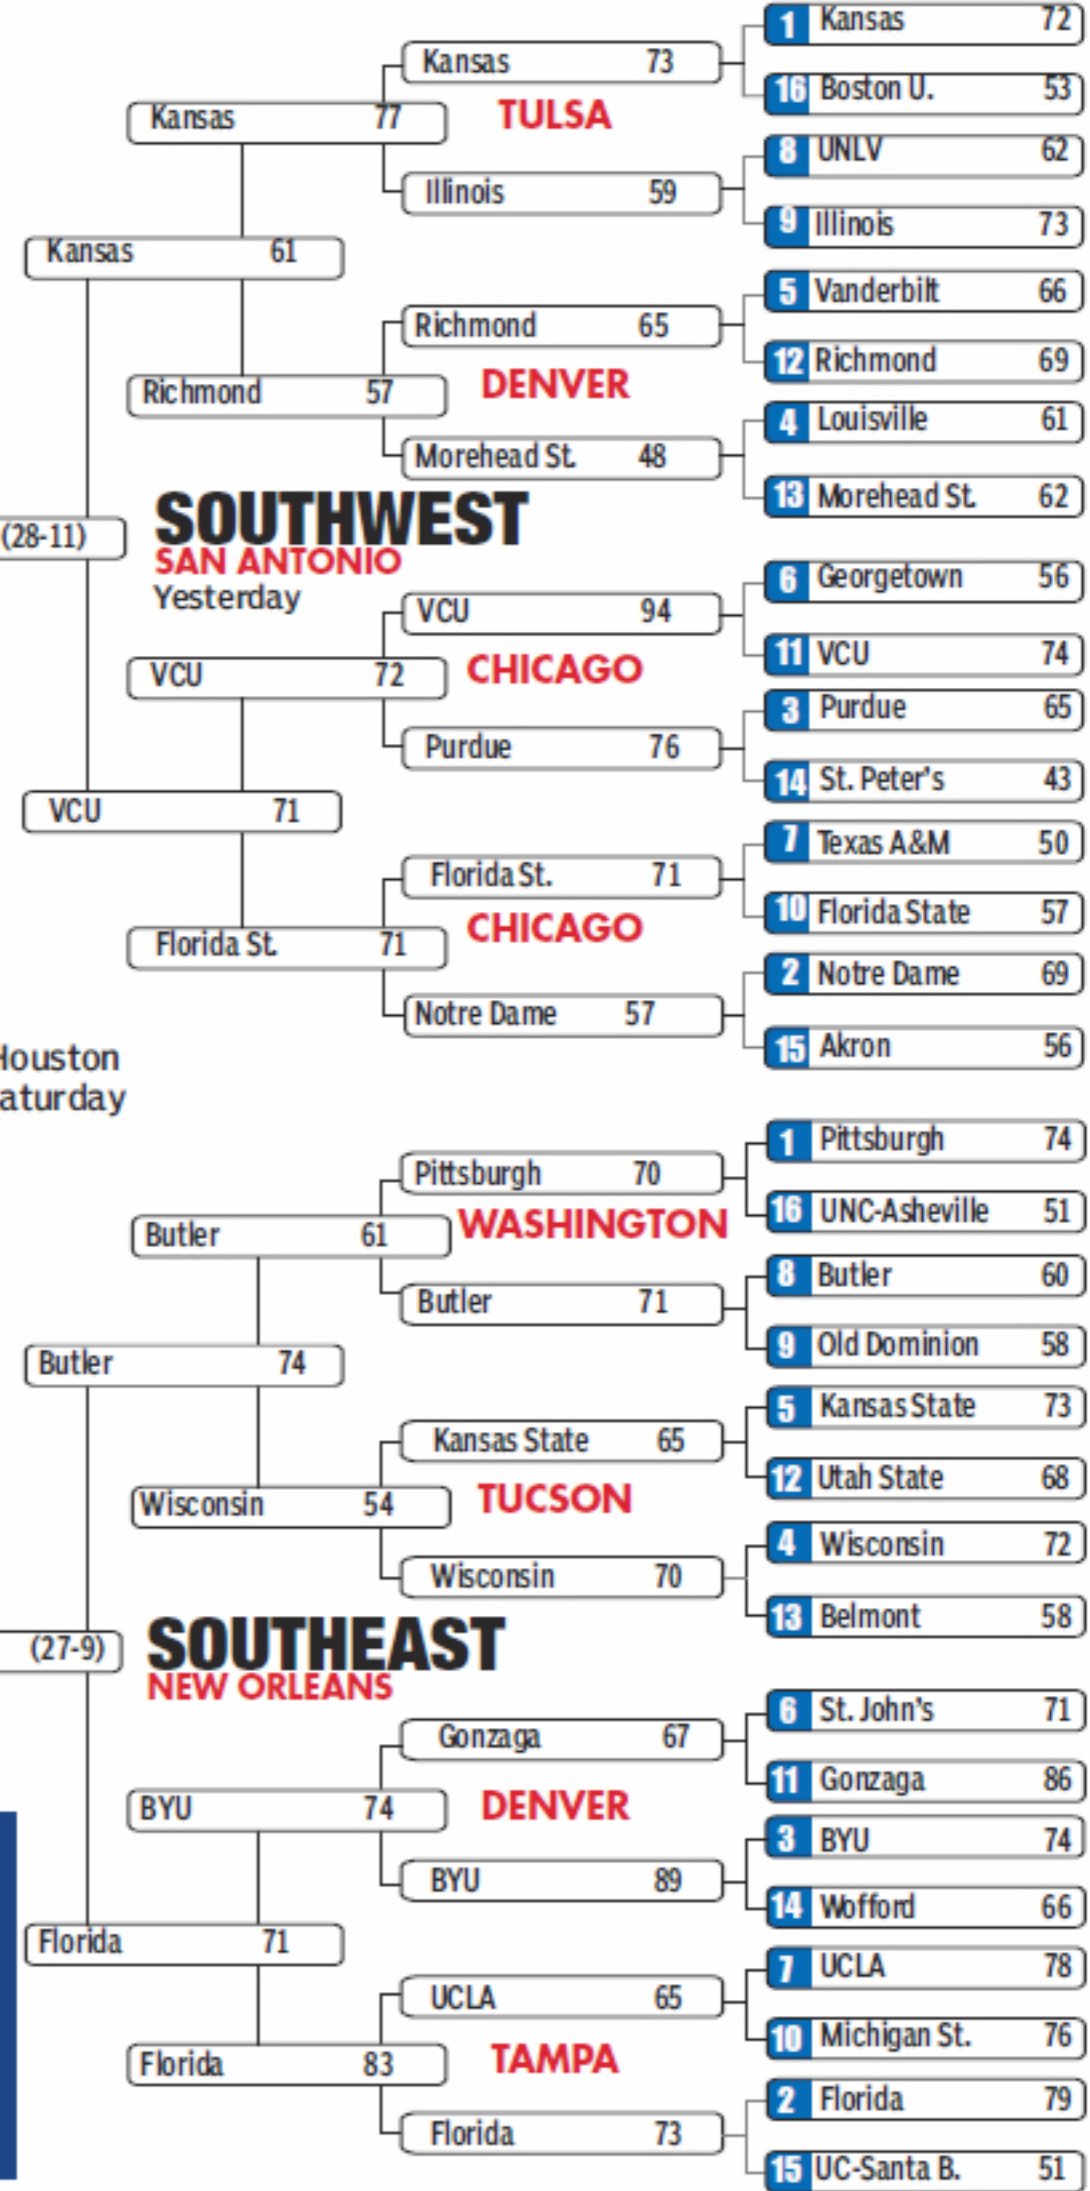 1 Kansas 72
Kansas 73
16 Boston U. 53
Kansas 77
TULSA
8 UNLV 62
Illinois 59
9 Illinois 73
Kansas 61
5 Vanderbilt 66
Richmond 65
12 Richmond 69
Richmond 57
DENVER
4 Louisville 61
Morehead St. 48
13 Morehead St. 62
SOUTHWEST
(28-11)
SAN ANTONIO
Yesterday
6 Georgetown 56
VCU 94
11 VCU 74
VCU 72
CHICAGO
3 Purdue 65
Purdue 76
14 St. Peter's 43
VCU 71
7 Texas A&M 50
Florida St. 71
10 Florida State 57
Florida St. 71
CHICAGO
2 Notre Dame 69
Notre Dame 57
15 Akron 56
Houston
aturday
1 Pittsburgh 74
Pittsburgh 70
16 UNC-Asheville 51
Butler 61
WASHINGTON
8 Butler 60
Butler 71
9 Old Dominion 58
Butler 74
5 Kansas State 73
Kansas State 65
12 Utah State 68
Wisconsin 54
TUCSON
4 Wisconsin 72
Wisconsin 70
13 Belmont 58
SOUTHEAST
(27-9)
NEW ORLEANS
6 St. John's 71
Gonzaga 67
11 Gonzaga 86
BYU 74
DENVER
3 BYU 74
BYU 89
14 Wofford 66
Florida 71
7 UCLA 78
UCLA 65
10 Michigan St. 76
Florida 83
TAMPA
2 Florida 79
Florida 73
15 UC-Santa B. 51